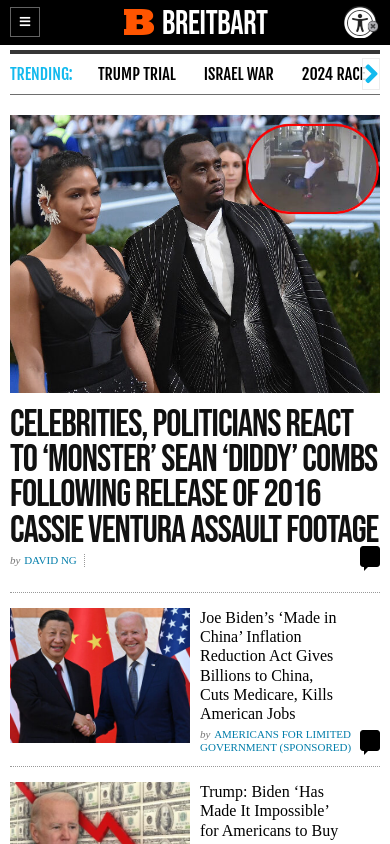 BREITBART
TRENDING:
TRUMP TRIAL
ISRAEL WAR
2024 RACE
CELEBRITIES, POLITICIANS REACT
TO ‘MONSTER’ SEAN ‘DIDDY’ COMBS
FOLLOWING RELEASE OF 2016
CASSIE VENTURA ASSAULT FOOTAGE
by DAVID NG
Joe Biden’s ‘Made in
China’ Inflation
Reduction Act Gives
Billions to China,
Cuts Medicare, Kills
American Jobs
by AMERICANS FOR LIMITED
GOVERNMENT (SPONSORED)
Trump: Biden ‘Has
Made It Impossible’
for Americans to Buy